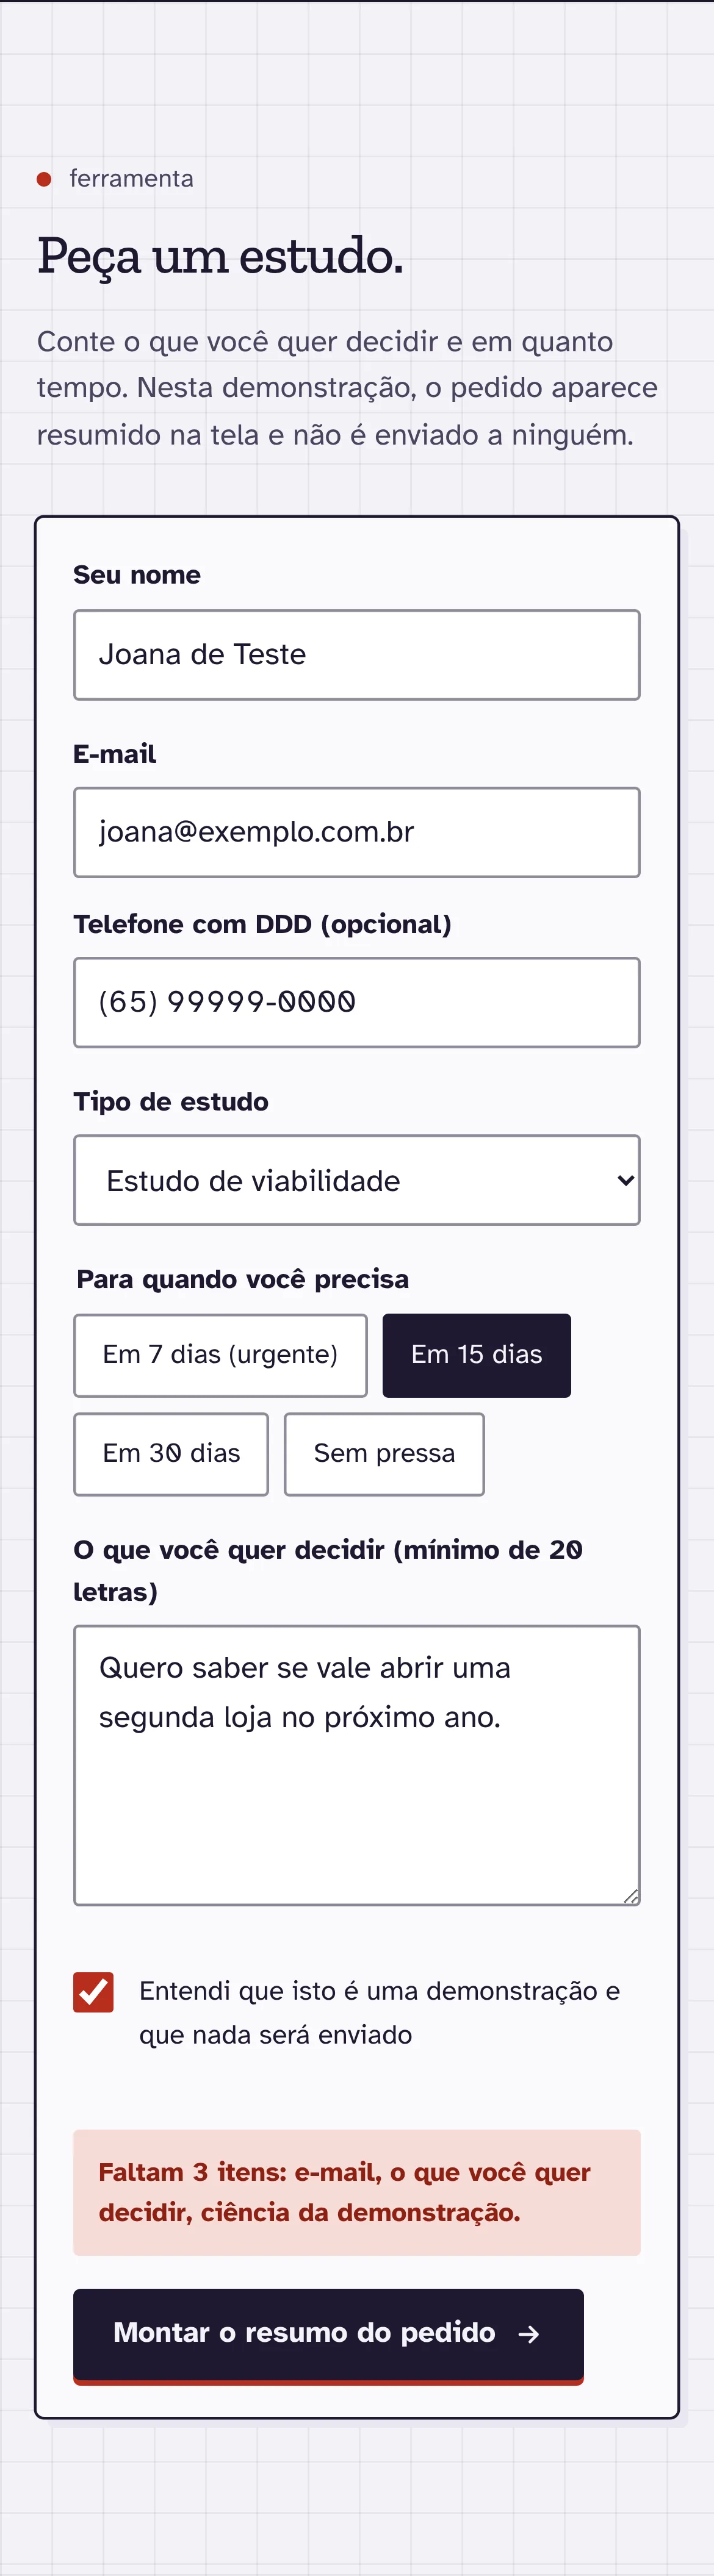 ferramenta
Peça um estudo.
Conte o que você quer decidir e em quanto
tempo. Nesta demonstração, o pedido aparece
resumido na tela e não é enviado a ninguém.
Seu nome
Joana de Teste
E-mail
joana@exemplo.com.br
Telefone com DDD (opcional)
(65) 99999-0000
Tipo de estudo
Estudo de viabilidade
Para quando você precisa
Em 7 dias (urgente)
Em 15 dias
Em 30 dias
Sem pressa
O que você quer decidir (mínimo de 20
letras)
Quero saber se vale abrir uma
segunda loja no próximo ano.
Entendi que isto é uma demonstração e
que nada será enviado
Faltam 3 itens: e-mail, o que você quer
decidir, ciência da demonstração.
Montar o resumo do pedido →